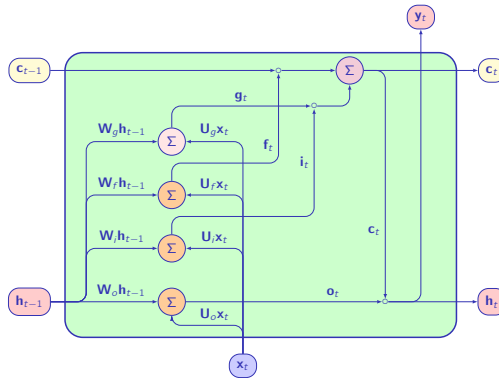 y_t
c_{t−1}
Σ
c_t
g_t
W_g h_{t−1}
U_g x_t
Σ
f_t
i_t
W_f h_{t−1}
U_f x_t
Σ
W_i h_{t−1}
U_i x_t
Σ
c_t
W_o h_{t−1}
o_t
h_{t−1}
Σ
h_t
U_o x_t
x_t